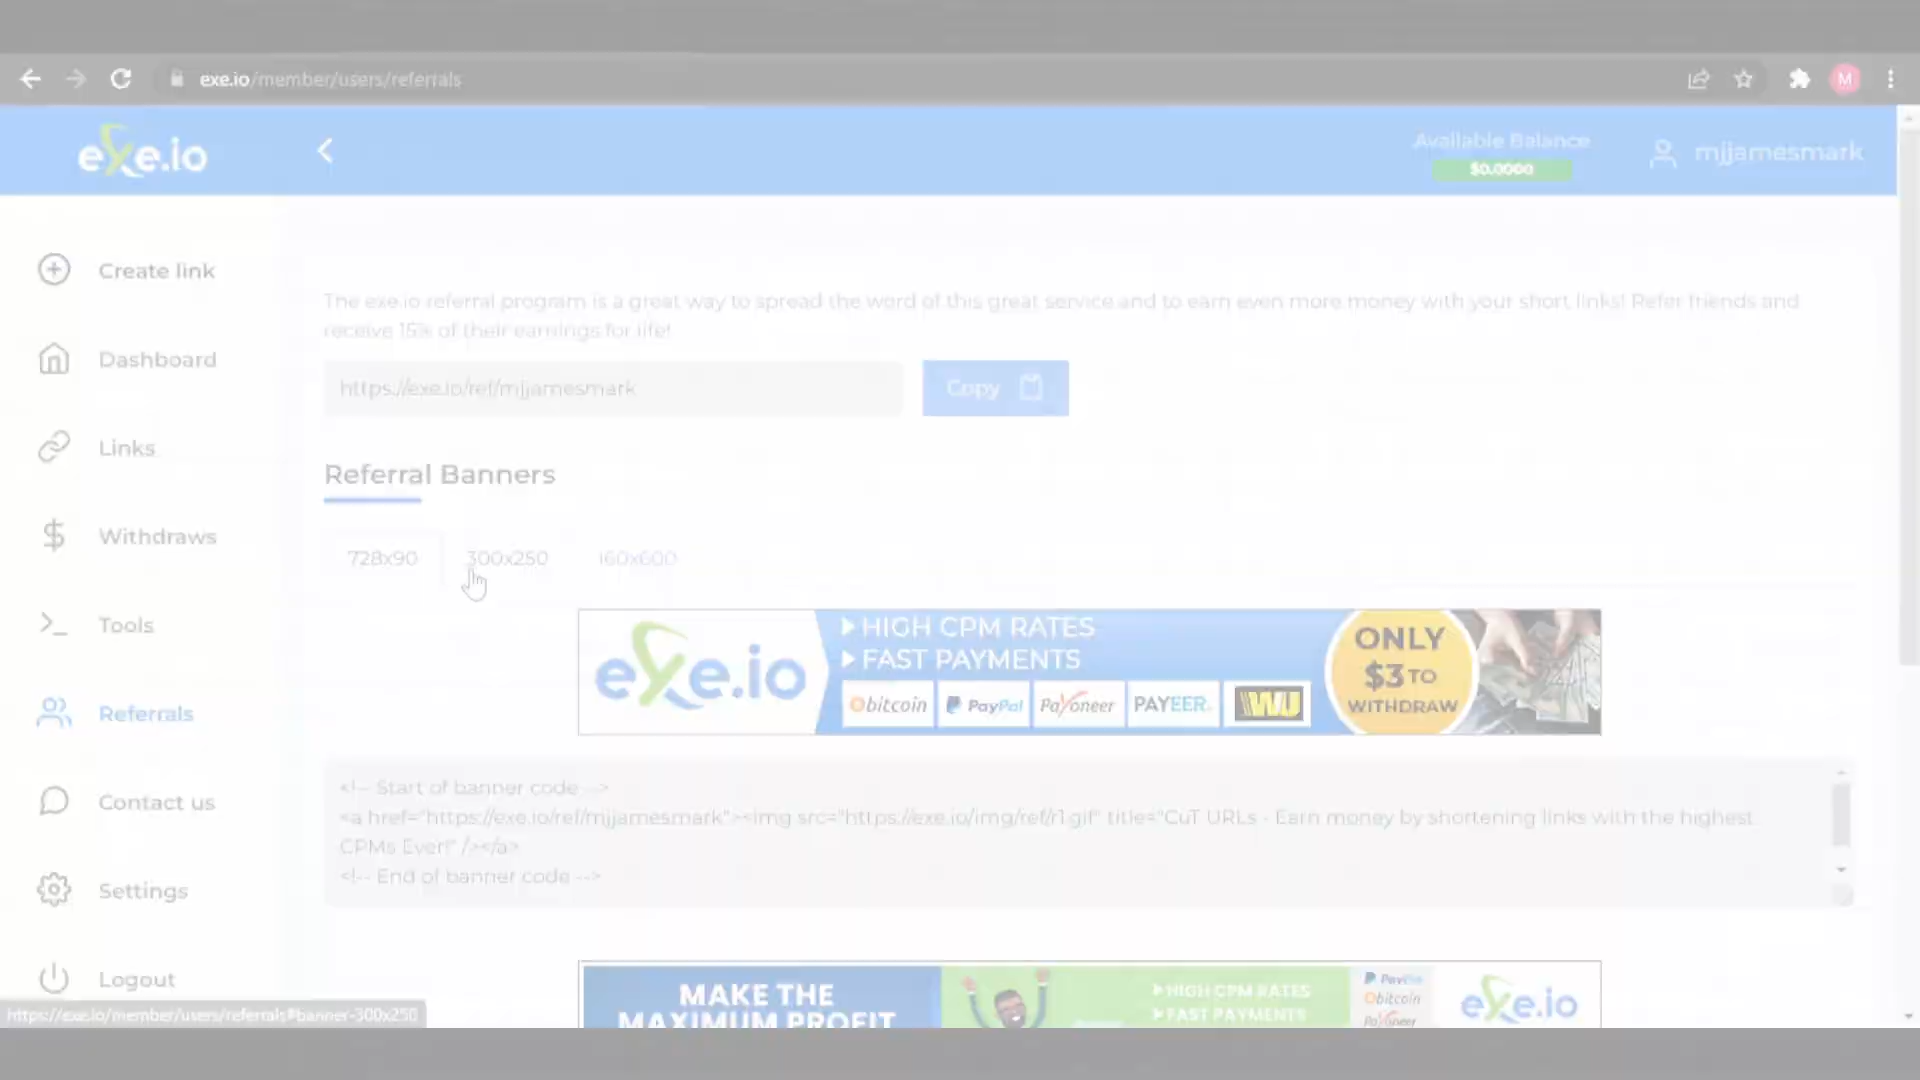 exe.io/member/users/referrals
M
exe.io
Available Balance
$0.0000
mjjamesmark
Create link
Dashboard
Links
Withdraws
Tools
Referrals
Contact us
Settings
Logout
The exe.io referral program is a great way to spread the word of this great service and to earn even more money with your short links! Refer friends and
receive 15% of their earnings for life!
https://exe.io/ref/mjjamesmark
Copy
Referral Banners
728x90 300x250 160x600
exe.io
HIGH CPM RATES
FAST PAYMENTS
bitcoin PayPal Payoneer PAYEER WU
ONLY
$3 TO
WITHDRAW
<!-- Start of banner code -->
<a href="https://exe.io/ref/mjjamesmark"><img src="https://exe.io/img/ref/r1.gif" title="CuT URLs - Earn money by shortening links with the highest
CPMs Ever!" /></a>
<!-- End of banner code -->
MAKE THE
MAXIMUM PROFIT
HIGH CPM RATES
FAST PAYMENTS
PayPal
bitcoin
Payoneer
exe.io
https://exe.io/member/users/referrals#banner-300x250